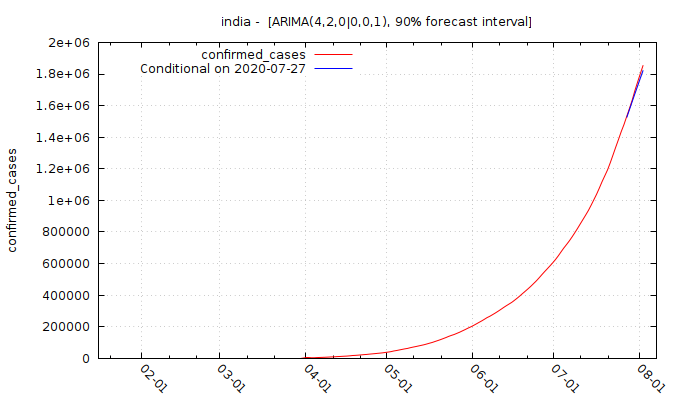 india -  [ARIMA(4,2,0|0,0,1), 90% forecast interval]
confirmed_cases
Conditional on 2020-07-27
2e+06
1.8e+06
1.6e+06
1.4e+06
1.2e+06
1e+06
800000
600000
400000
200000
0
confirmed_cases
02-01
03-01
04-01
05-01
06-01
07-01
08-01